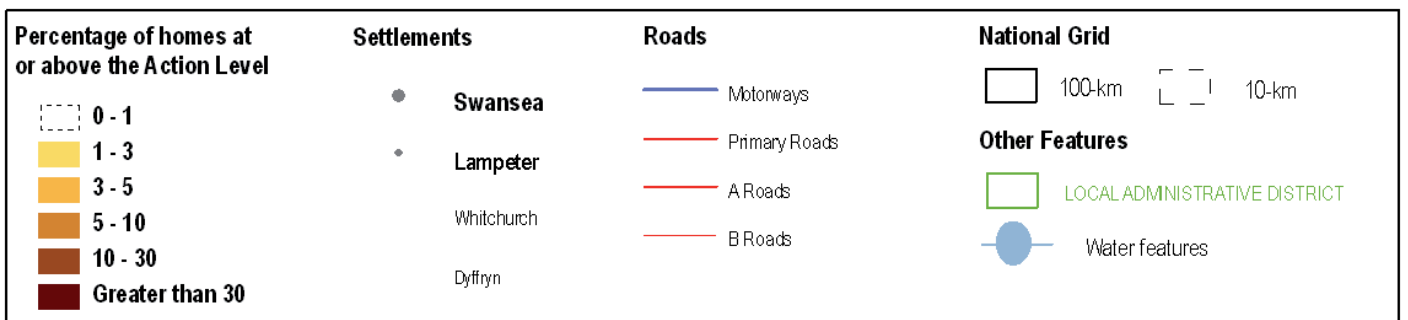 Percentage of homes at
or above the Action Level
0 - 1
1 - 3
3 - 5
5 - 10
10 - 30
Greater than 30
Settlements
Swansea
Lampeter
Whitchurch
Dyffryn
Roads
Motorways
Primary Roads
A Roads
B Roads
National Grid
100-km
10-km
Other Features
LOCAL ADMINISTRATIVE DISTRICT
Water features